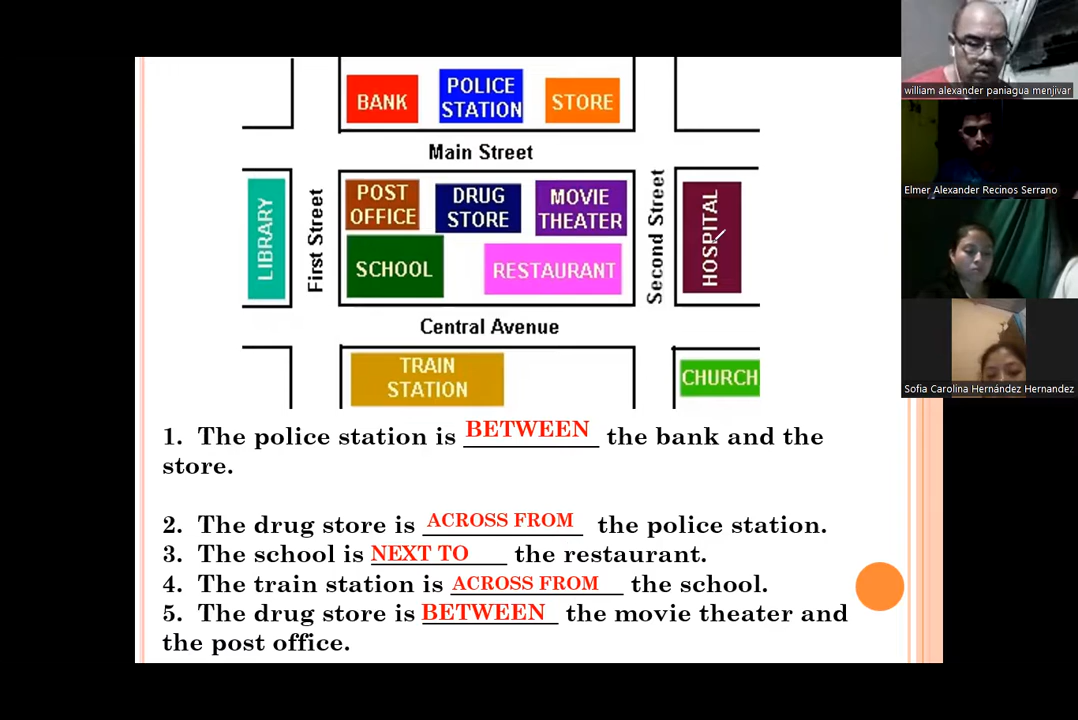 BANK
POLICE
STATION
STORE
Main Street
LIBRARY
First Street
POST
OFFICE
DRUG
STORE
MOVIE
THEATER
SCHOOL
RESTAURANT
Second Street
HOSPITAL
Central Avenue
TRAIN
STATION
CHURCH
1. The police station is BETWEEN the bank and the
store.
2. The drug store is ACROSS FROM the police station.
3. The school is NEXT TO the restaurant.
4. The train station is ACROSS FROM the school.
5. The drug store is BETWEEN the movie theater and
the post office.
william alexander paniagua menjivar
Elmer Alexander Recinos Serrano
Sofia Carolina Hernández Hernandez